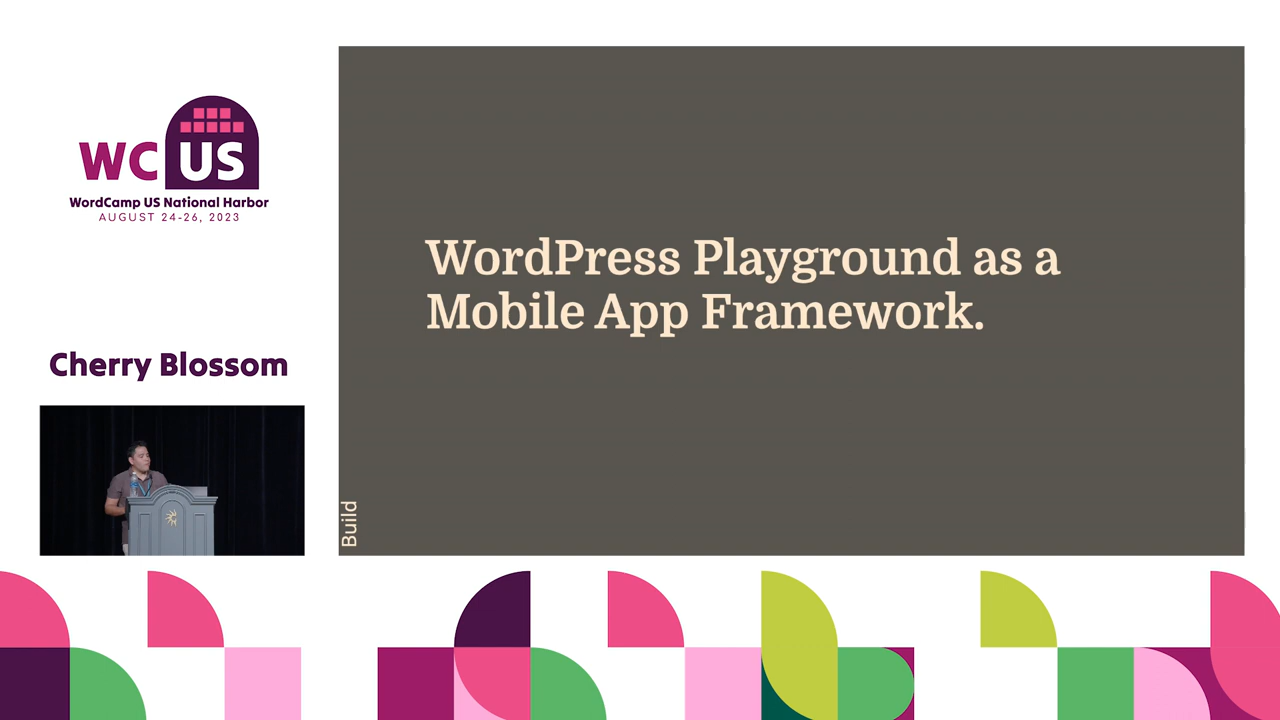 WC US
WordCamp US National Harbor
AUGUST 24-26, 2023
Cherry Blossom
WordPress Playground as a
Mobile App Framework.
Build